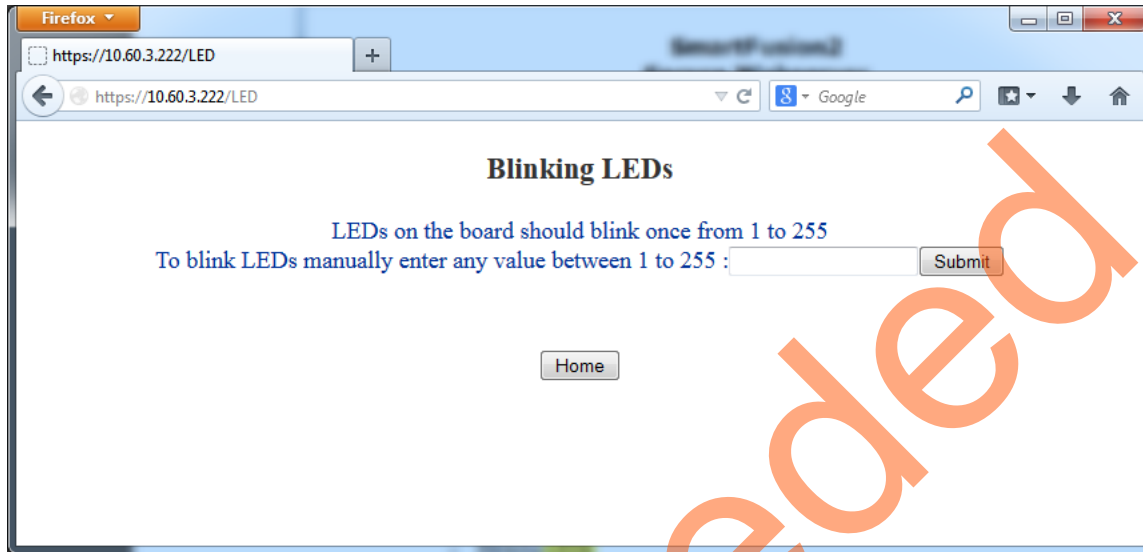 Firefox
https://10.60.3.222/LED
SmartFusion2
https://10.60.3.222/LED
Google
Blinking LEDs
LEDs on the board should blink once from 1 to 255
To blink LEDs manually enter any value between 1 to 255 : Submit
Home
eded